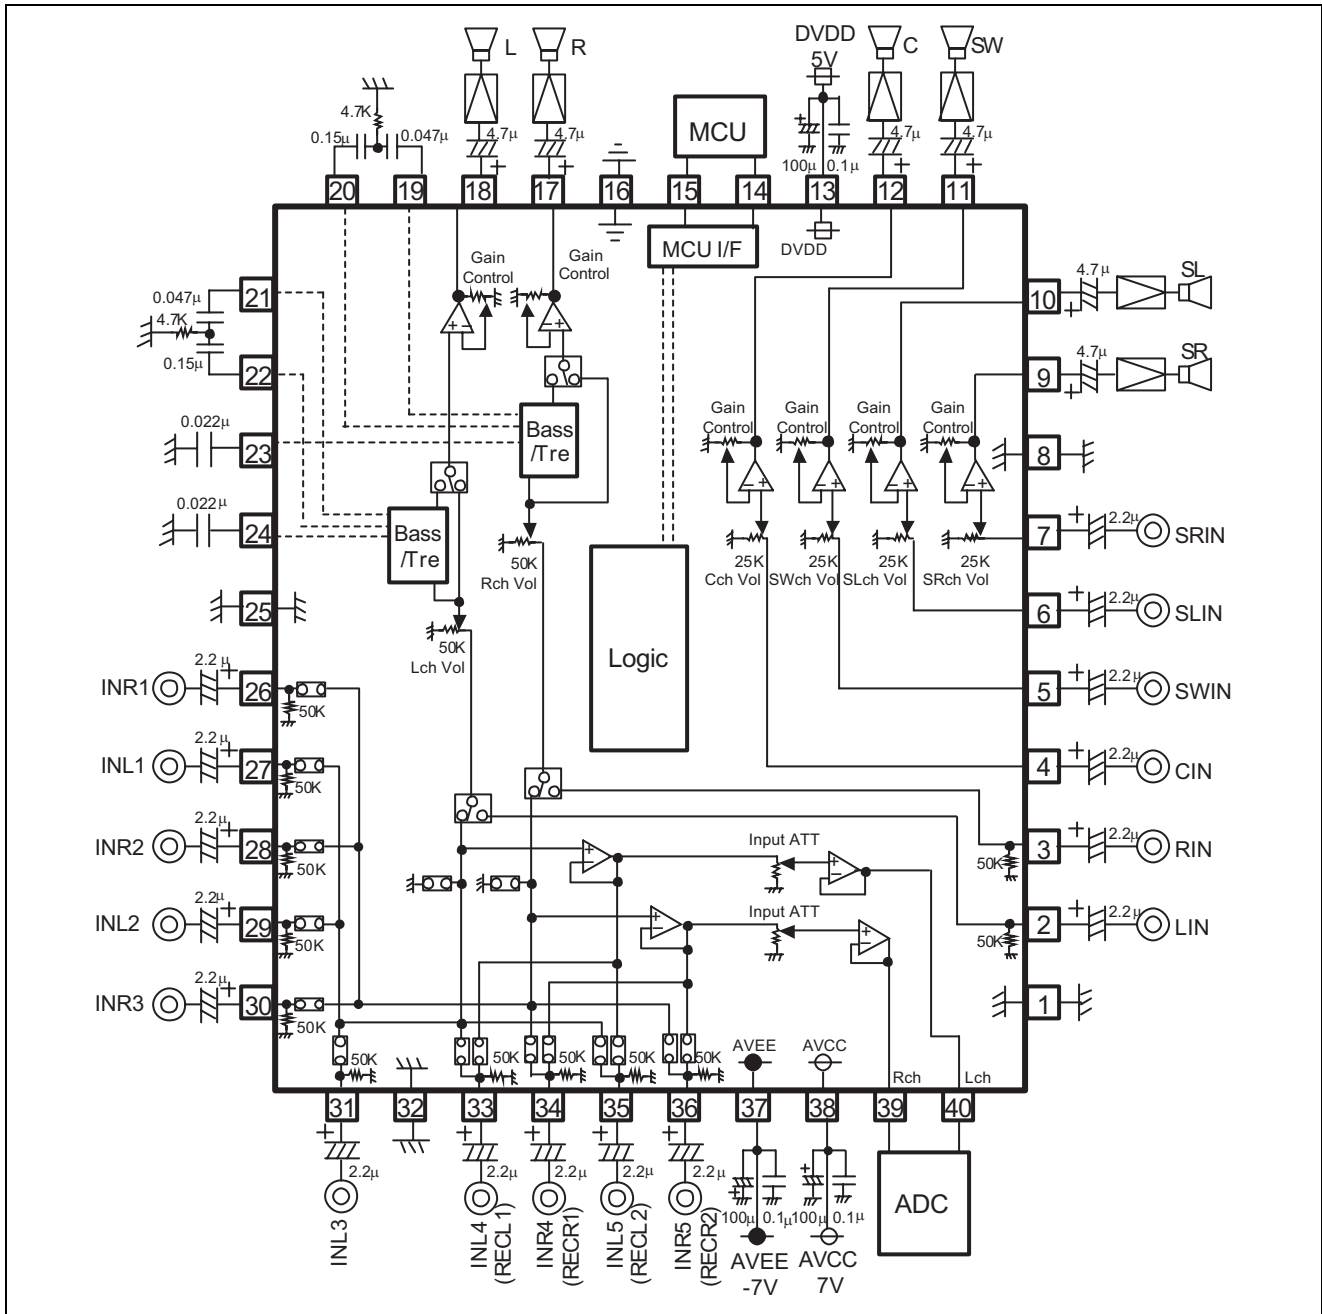 L
R
DVDD
5V
C
SW
4.7K
0.15μ
0.047μ
4.7μ
4.7μ
MCU
100μ
0.1μ
4.7μ
4.7μ
20
19
18
17
16
15
14
13
12
11
MCU I/F
DVDD
Gain
Control
Gain
Control
21
0.047μ
4.7K
0.15μ
22
10
4.7μ
SL
9
4.7μ
SR
Gain
Control
Gain
Control
Gain
Control
Gain
Control
Bass
/Tre
0.022μ
23
8
0.022μ
24
Bass
/Tre
7
2.2μ
SRIN
50K
Rch Vol
25K
Cch Vol
25K
SWch Vol
25K
SLch Vol
25K
SRch Vol
25
6
2.2μ
SLIN
50K
Lch Vol
Logic
INR1
2.2μ
26
50K
5
2.2μ
SWIN
INL1
2.2μ
27
50K
4
2.2μ
CIN
INR2
2.2μ
28
50K
Input ATT
50K
3
2.2μ
RIN
INL2
2.2μ
29
50K
Input ATT
50K
2
2.2μ
LIN
INR3
2.2μ
30
50K
1
50K
50K
50K
50K
50K
AVEE
AVCC
Rch
Lch
31
32
33
34
35
36
37
38
39
40
2.2μ
2.2μ
2.2μ
2.2μ
2.2μ
100μ
0.1μ
100μ
0.1μ
ADC
INL3
INL4
(RECL1)
INR4
(RECR1)
INL5
(RECL2)
INR5
(RECR2)
AVEE
-7V
AVCC
7V